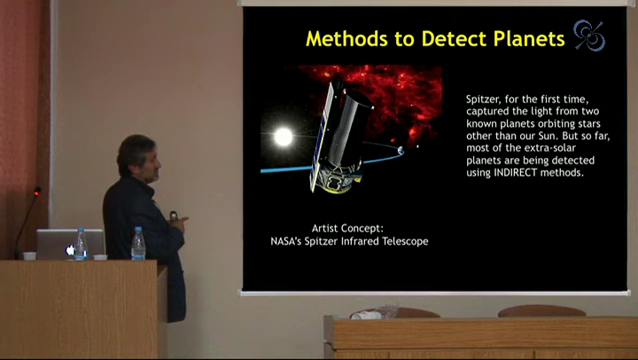 Methods to Detect Planets
Spitzer, for the first time,
captured the light from two
known planets orbiting stars
other than our Sun. But so far,
most of the extra-solar
planets are being detected
using INDIRECT methods.
Artist Concept:
NASA's Spitzer Infrared Telescope